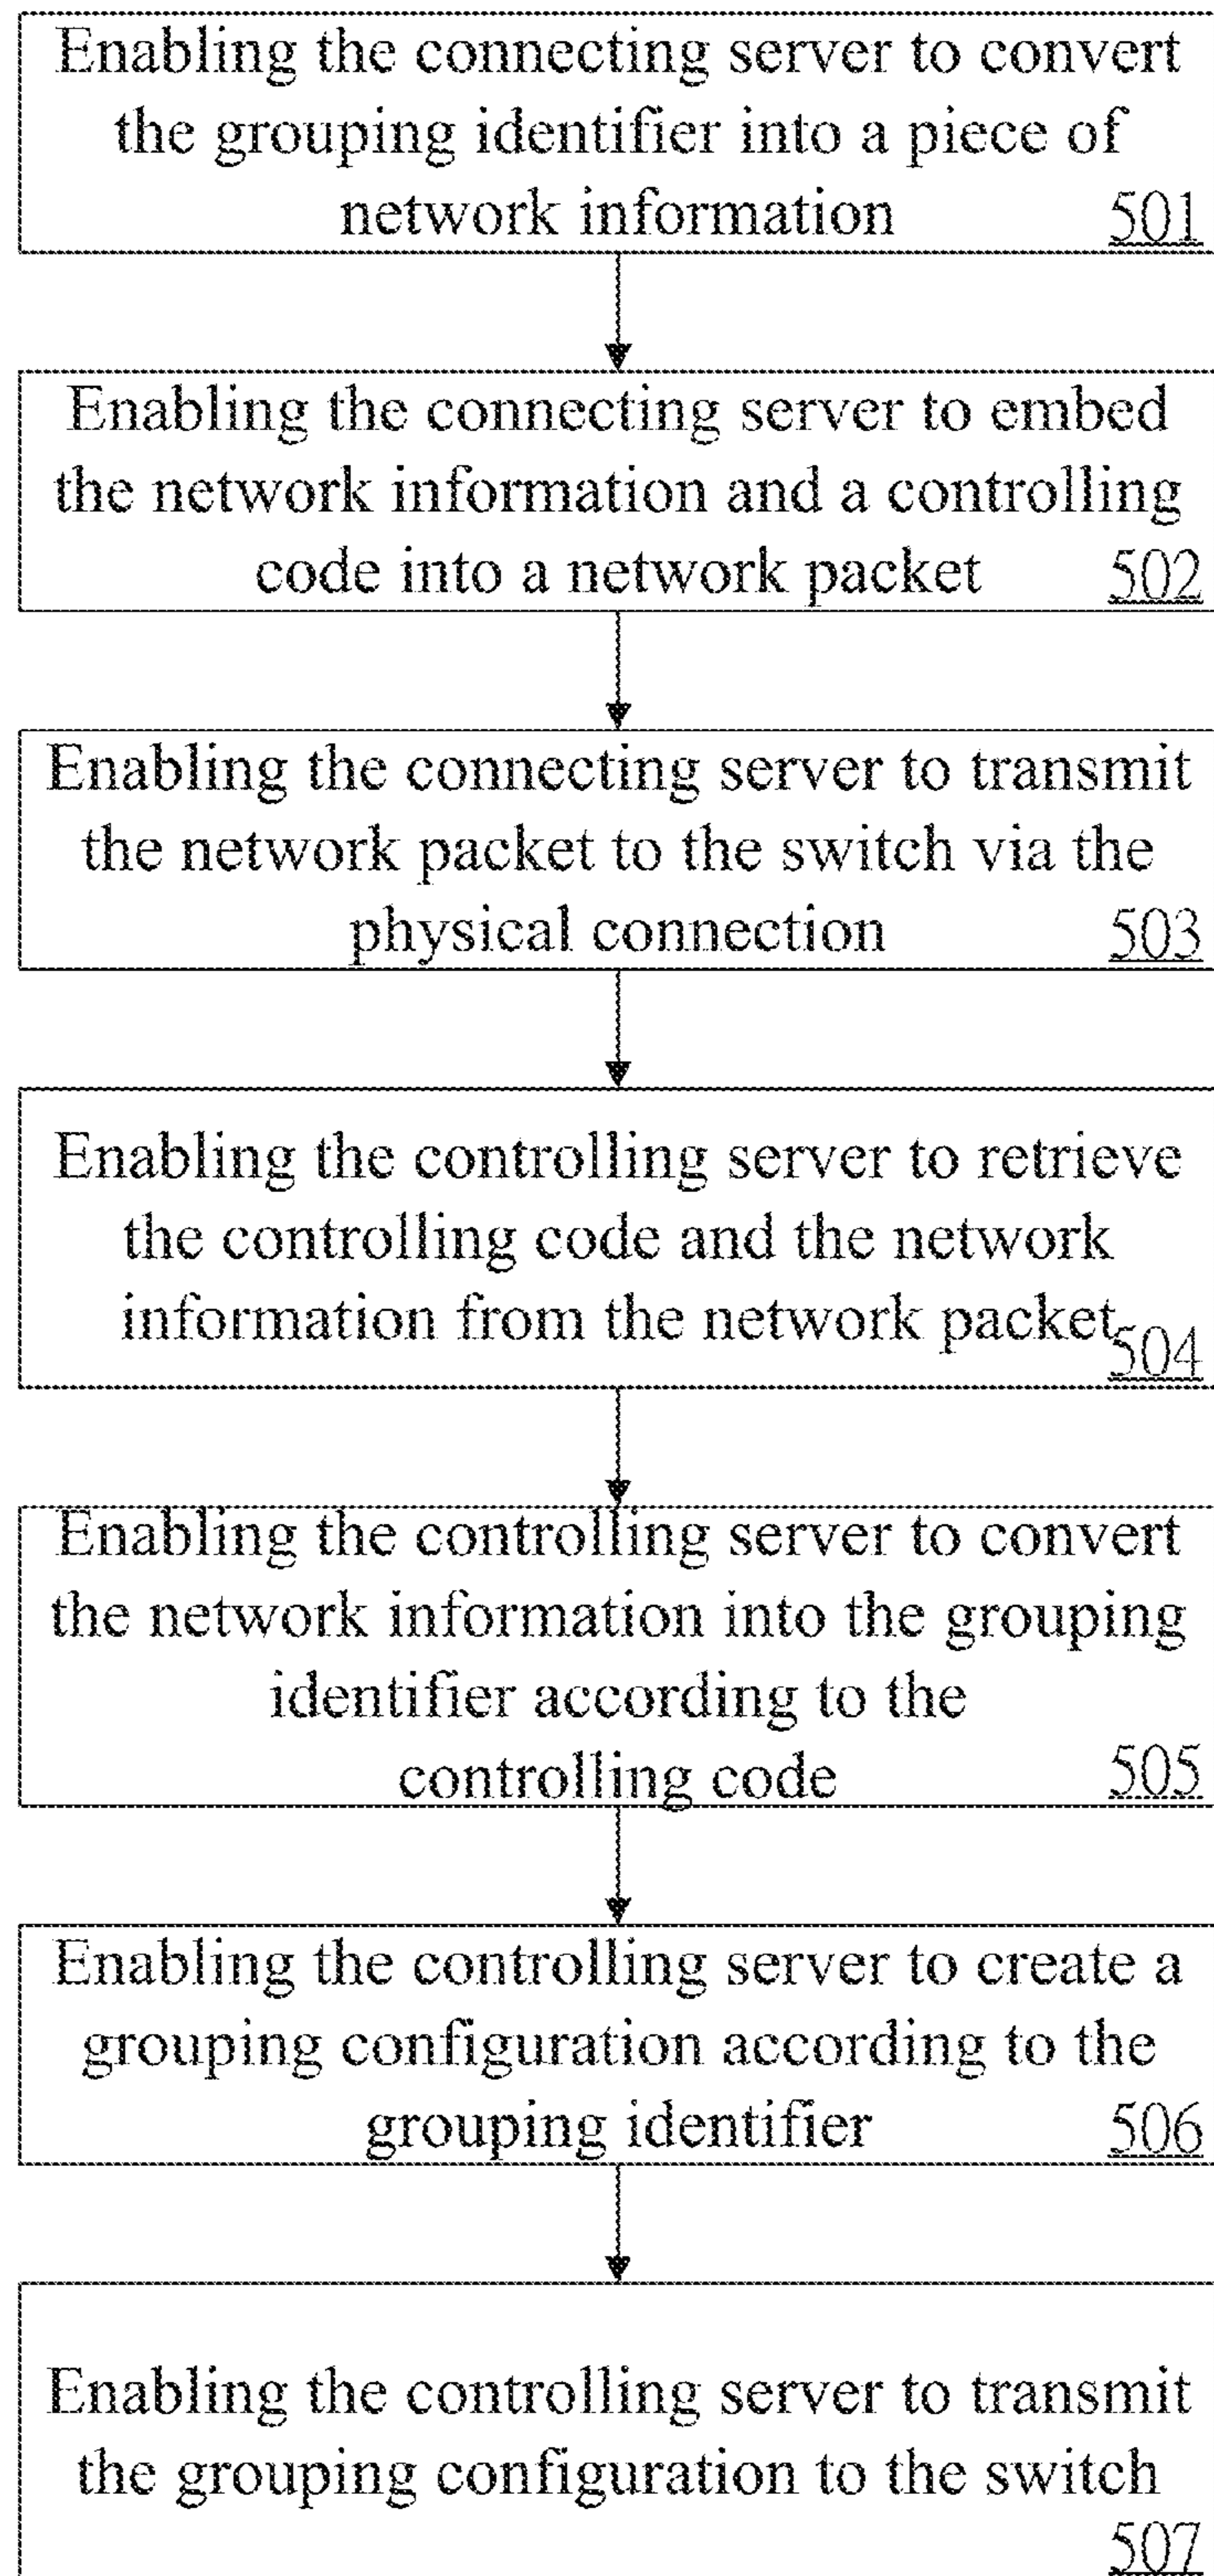 Enabling the connecting server to convert
the grouping identifier into a piece of
network information
501
Enabling the connecting server to embed
the network information and a controlling
code into a network packet
502
Enabling the connecting server to transmit
the network packet to the switch via the
physical connection
503
Enabling the controlling server to retrieve
the controlling code and the network
information from the network packet
504
Enabling the controlling server to convert
the network information into the grouping
identifier according to the
controlling code
505
Enabling the controlling server to create a
grouping configuration according to the
grouping identifier
506
Enabling the controlling server to transmit
the grouping configuration to the switch
507